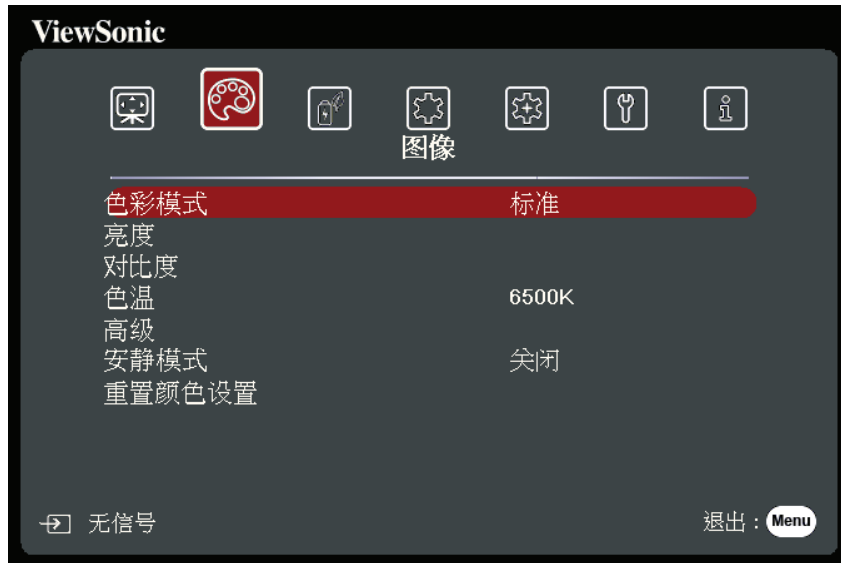 ViewSonic
图像
色彩模式 标准
亮度
对比度
色温 6500K
高级
安静模式 关闭
重置颜色设置
无信号 退出：Menu